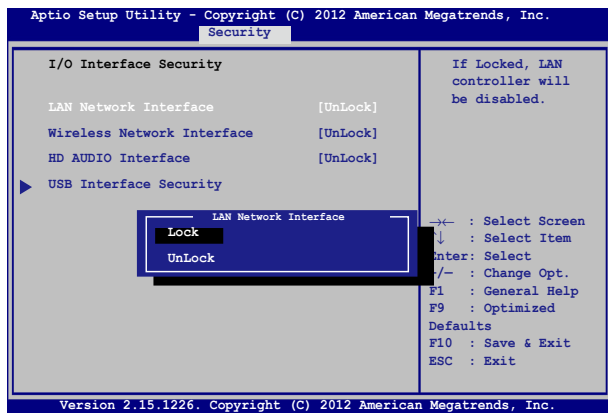 Aptio Setup Utility - Copyright (C) 2012 American Megatrends, Inc.
Security
I/O Interface Security
LAN Network Interface [UnLock]
Wireless Network Interface [UnLock]
HD AUDIO Interface [UnLock]
USB Interface Security
LAN Network Interface
Lock
UnLock
If Locked, LAN
controller will
be disabled.
→← : Select Screen
↑↓ : Select Item
Enter: Select
+/— : Change Opt.
F1 : General Help
F9 : Optimized
Defaults
F10 : Save & Exit
ESC : Exit
Version 2.15.1226. Copyright (C) 2012 American Megatrends, Inc.